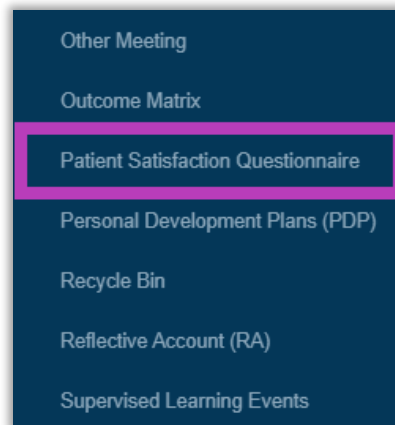 Other Meeting
Outcome Matrix
Patient Satisfaction Questionnaire
Personal Development Plans (PDP)
Recycle Bin
Reflective Account (RA)
Supervised Learning Events